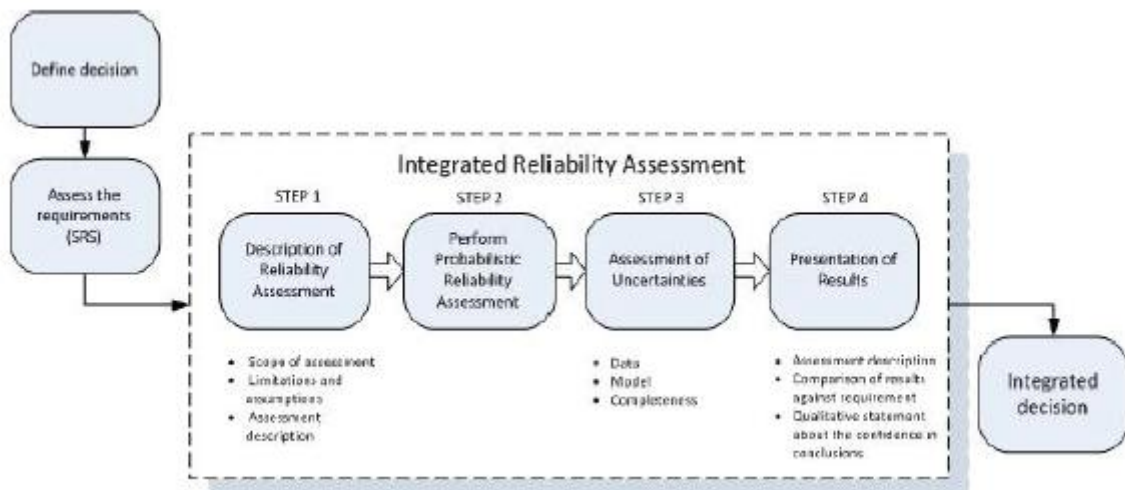 Define decision
Assess the
requirements
(SRS)
Integrated Reliability Assessment
STEP 1
Description of
Reliability
Assessment
• Scope of assessment
• Limitations and
assumptions
• Assessment
description
STEP 2
Perform
Probabilistic
Reliability
Assessment
STEP 3
Assessment of
Uncertainties
• Data
• Model
• Completeness
STEP 4
Presentation of
Results
• Assessment description
• Comparison of results
against requirement
• Qualitative statement
about the confidence in
conclusions
Integrated
decision